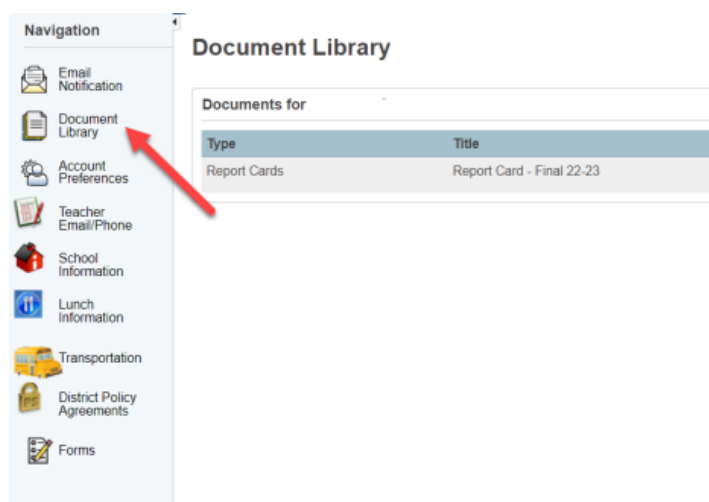 Navigation
Email
Notification
Document
Library
Account
Preferences
Teacher
Email/Phone
School
Information
Lunch
Information
Transportation
District Policy
Agreements
Forms
Document Library
Documents for
Type Title
Report Cards Report Card - Final 22-23